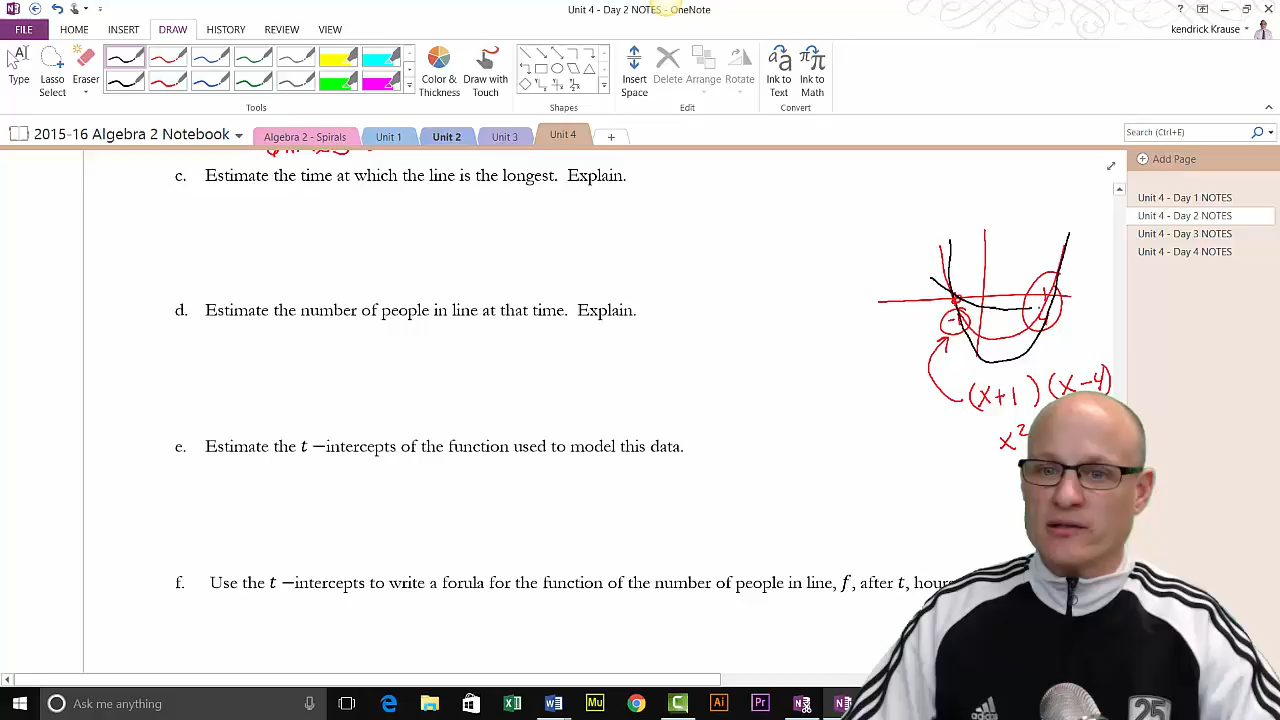 Unit 4 - Day 2 NOTES - OneNote
FILE HOME INSERT DRAW HISTORY REVIEW VIEW
kendrick Krause
Type Lasso Select Eraser Color & Thickness Draw with Touch Insert Space Delete Arrange Rotate Ink to Text Ink to Math
Tools Shapes Edit Convert
2015-16 Algebra 2 Notebook Algebra 2 - Spirals Unit 1 Unit 2 Unit 3 Unit 4
Search (Ctrl+E)
Add Page
Unit 4 - Day 1 NOTES
Unit 4 - Day 2 NOTES
Unit 4 - Day 3 NOTES
Unit 4 - Day 4 NOTES
c. Estimate the time at which the line is the longest. Explain.
d. Estimate the number of people in line at that time. Explain.
-1 4
(x+1)(x-4)
x²
e. Estimate the t −intercepts of the function used to model this data.
f. Use the t −intercepts to write a forula for the function of the number of people in line, f, after t, hour
25
Ask me anything
Mu Ai Pr